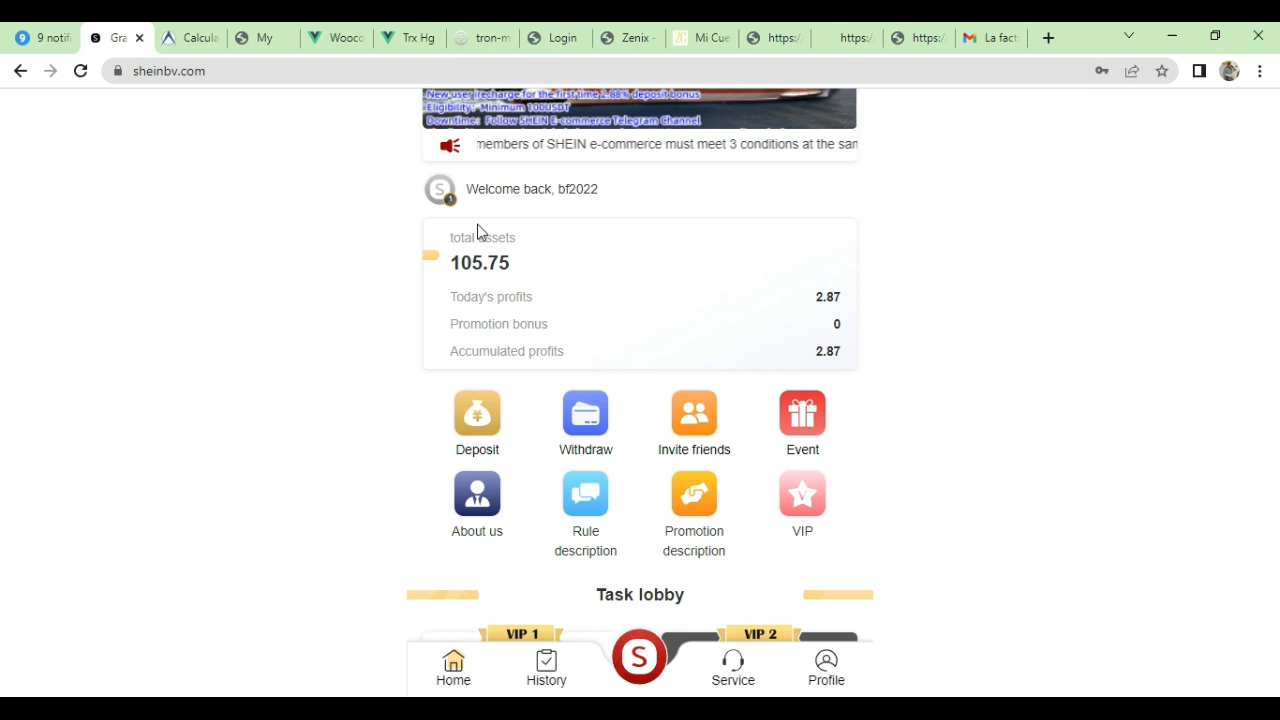 9 notifi
Gra
Calcula
My
Wooco
Trx Hg
tron-m
Login
Zenix -
Mi Cue
https:/
https:/
https:/
La fact
sheinbv.com
New user recharge for the first time 2.88% deposit bonus
Eligibility: Minimum 100USDT
Downtime: Follow SHEIN E-commerce Telegram Channel
members of SHEIN e-commerce must meet 3 conditions at the sam
Welcome back, bf2022
total assets
105.75
Today's profits 2.87
Promotion bonus 0
Accumulated profits 2.87
Deposit Withdraw Invite friends Event
About us Rule Promotion VIP
description description
Task lobby
VIP 1 VIP 2
S
Home History Service Profile